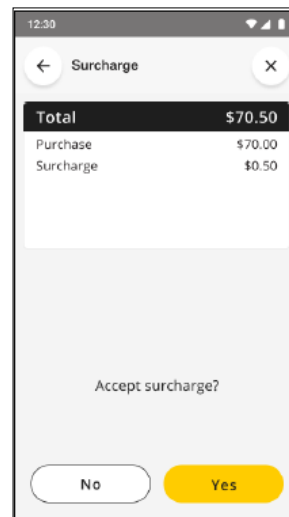 12:30
Surcharge
Total $70.50
Purchase $70.00
Surcharge $0.50
Accept surcharge?
No Yes